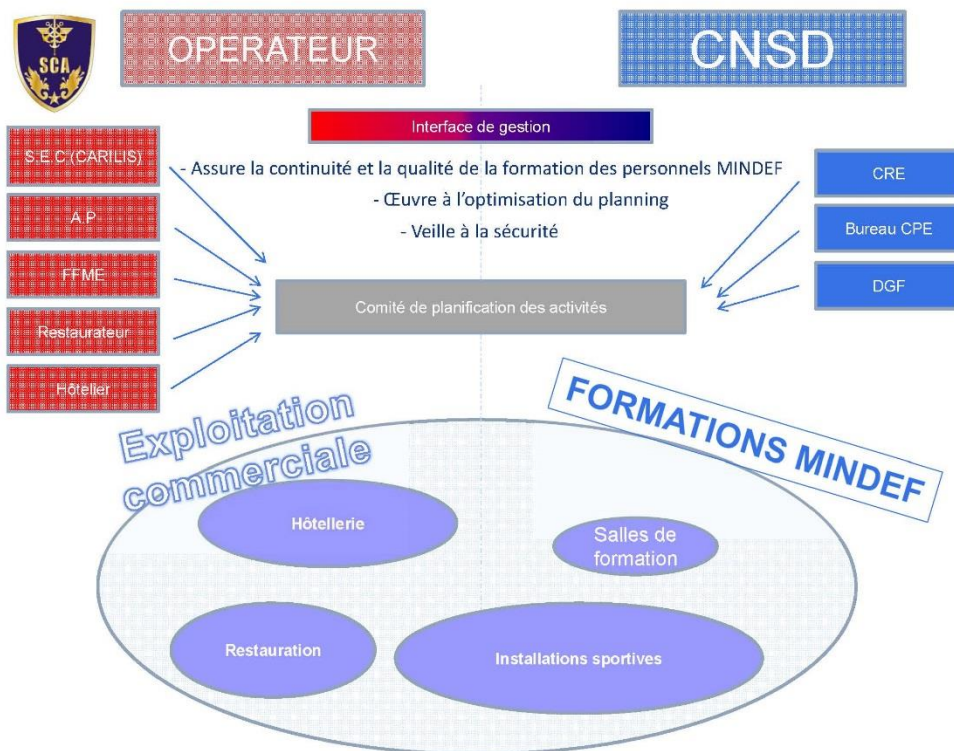 SCA
OPERATEUR
CNSD
Interface de gestion
S.E.C.(CARILIS)
A.P
FFME
Restaurateur
Hôtelier
- Assure la continuité et la qualité de la formation des personnels MINDEF
- Œuvre à l'optimisation du planning
- Veille à la sécurité
CRE
Bureau CPE
DGF
Comité de planification des activités
Exploitation
commerciale
FORMATIONS MINDEF
Hôtellerie
Salles de
formation
Restauration
Installations sportives